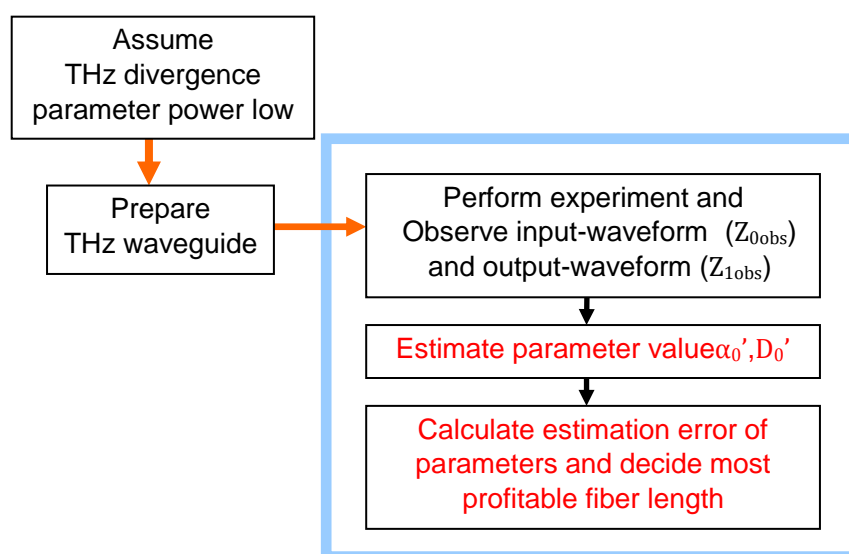 Assume
THz divergence
parameter power low
Prepare
THz waveguide
Perform experiment and
Observe input-waveform (Z₀obs)
and output-waveform (Z₁obs)
Estimate parameter valueα₀’,D₀’
Calculate estimation error of
parameters and decide most
profitable fiber length